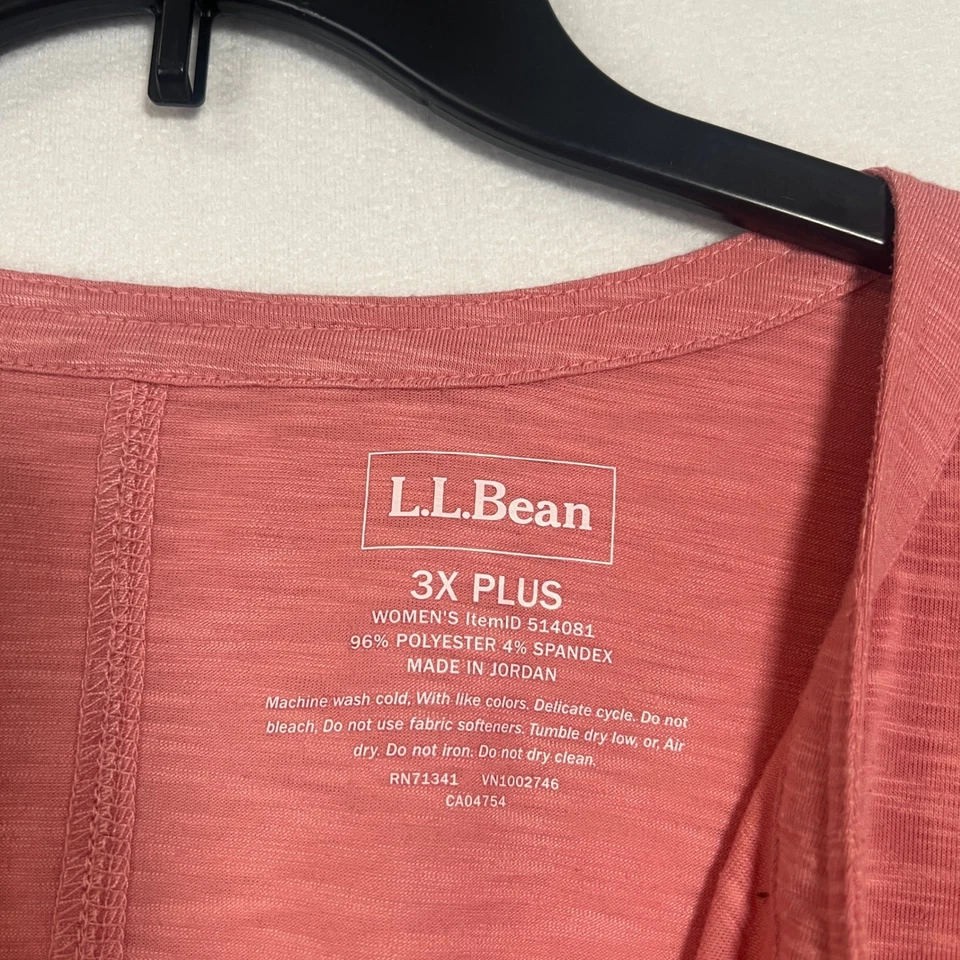 L.L.Bean
3X PLUS
WOMEN'S ItemID 514081
96% POLYESTER 4% SPANDEX
MADE IN JORDAN
Machine wash cold, With like colors. Delicate cycle. Do not
bleach, Do not use fabric softeners. Tumble dry low, or, Air
dry. Do not iron. Do not dry clean.
RN71341 VN1002746
CA04754